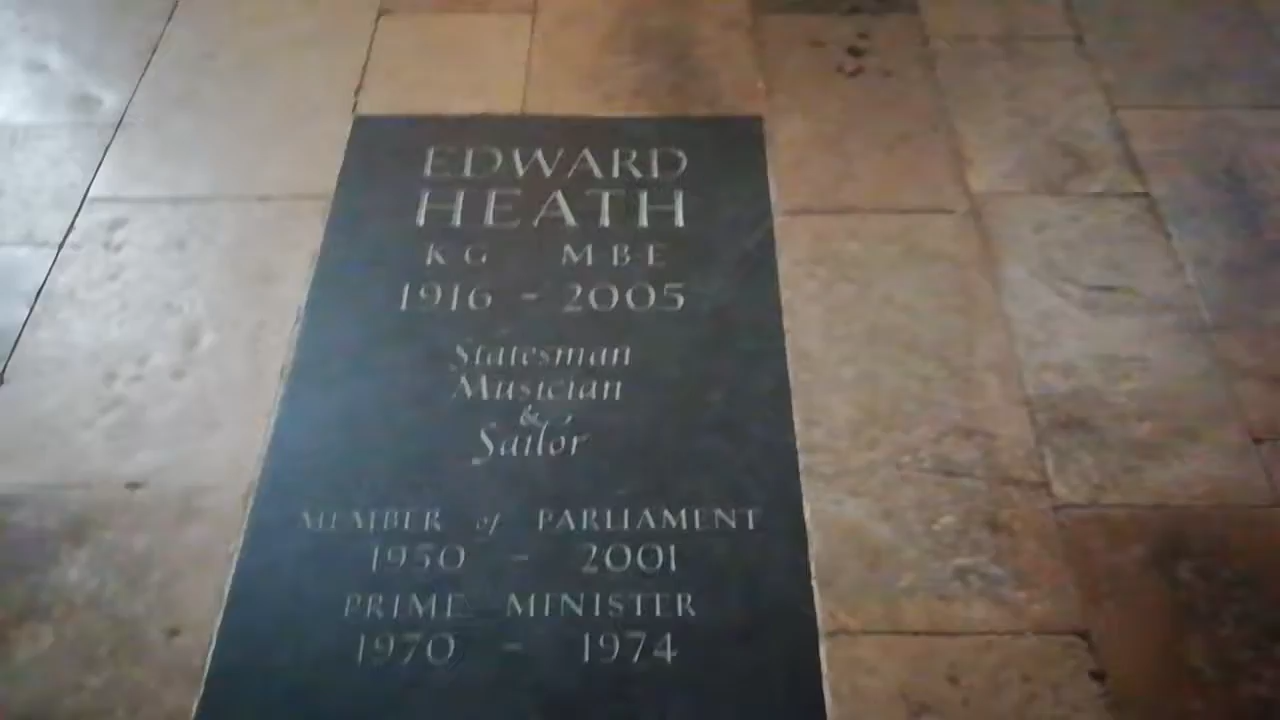 EDWARD
HEATH
KG MBE
1916 - 2005
Statesman
Musician
&
Sailor
MEMBER of PARLIAMENT
1950 - 2001
PRIME MINISTER
1970 - 1974